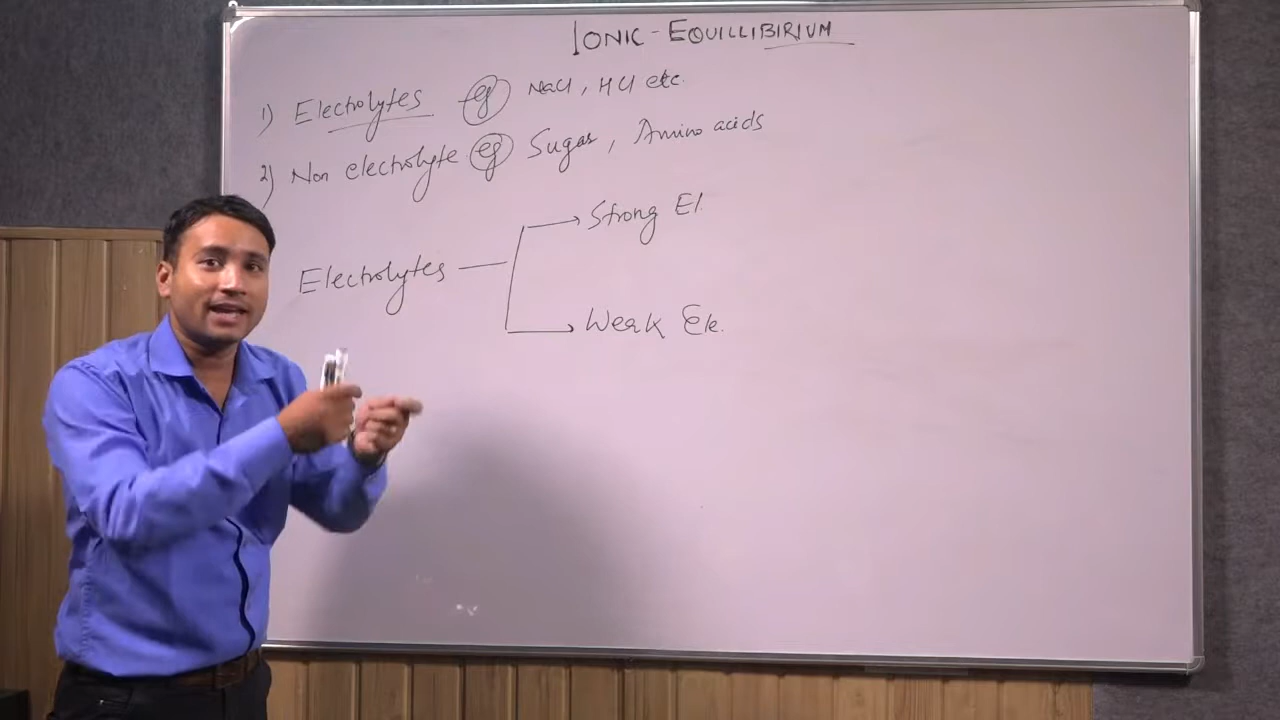 IONIC - EQUILLIBIRIUM
1) Electrolytes eg NaCl, HCl etc.
2) Non electrolyte eg Sugar, Amino acids
Strong El.
Electrolytes
Weak Ele.